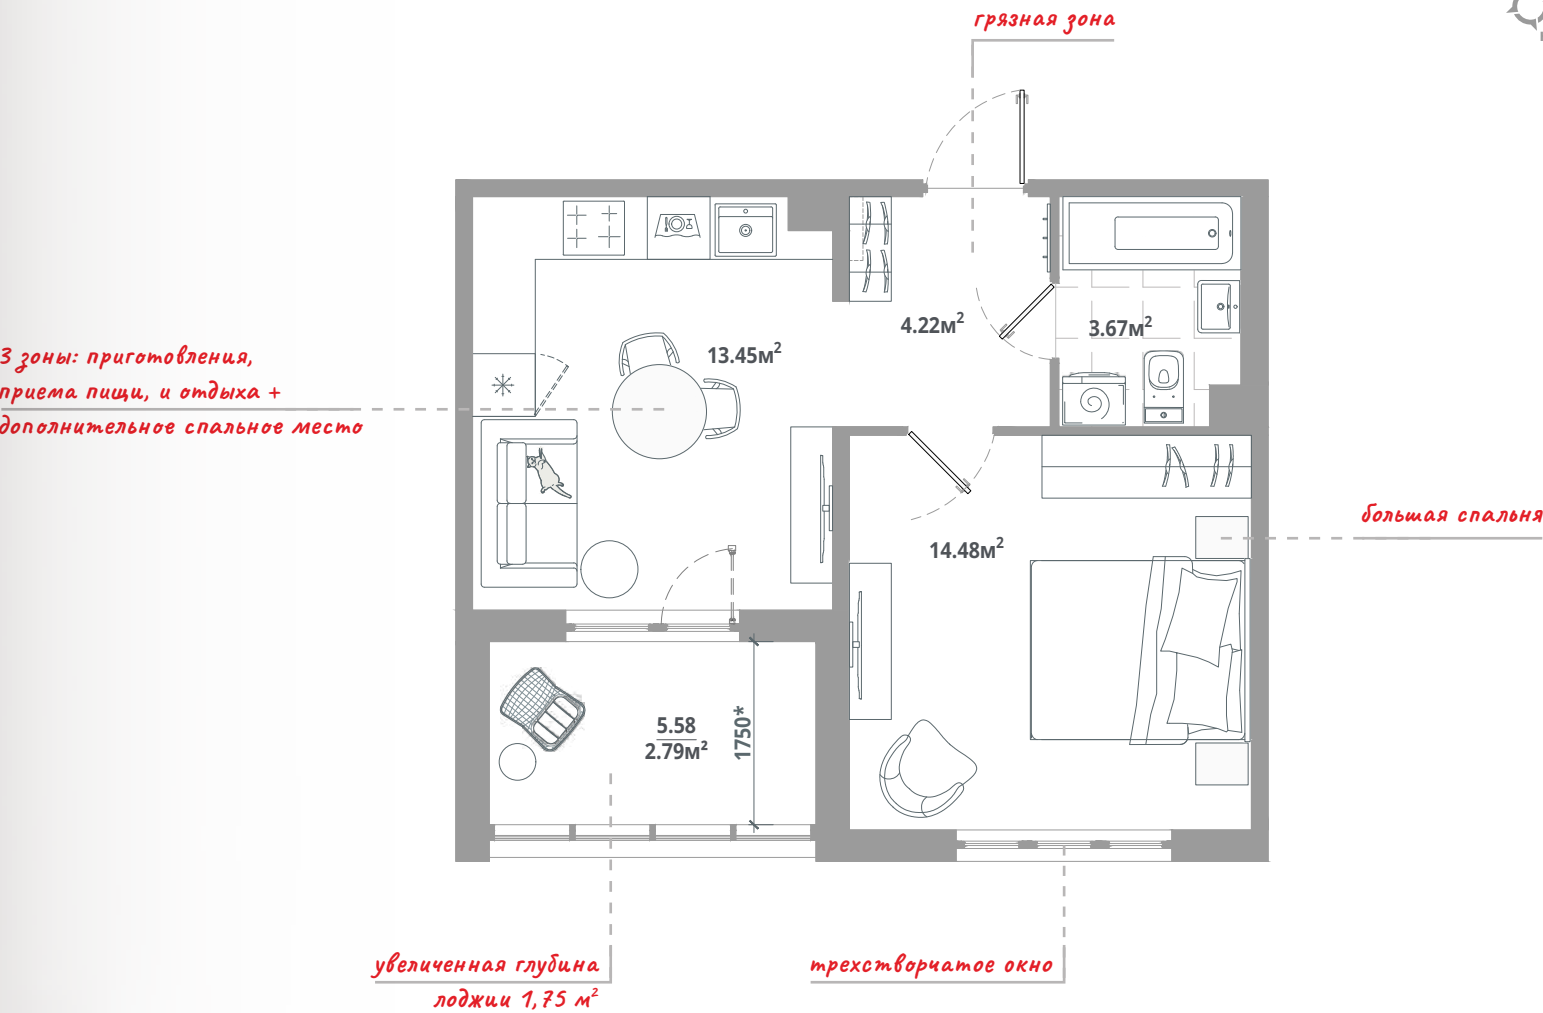 грязная зона
4.22м²
3.67м²
13.45м²
3 зоны: приготовления,
приема пищи, и отдыха +
дополнительное спальное место
большая спальня
14.48м²
5.58
2.79м²
1750*
увеличенная глубина
лоджии 1,75 м²
трехстворчатое окно